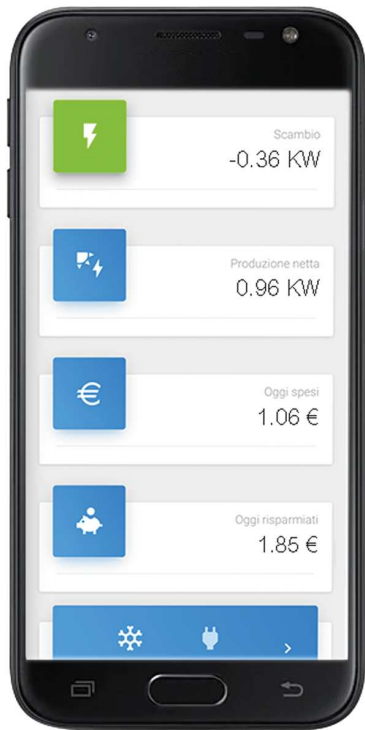 Scambio
-0.36 KW
Produzione netta
0.96 KW
Oggi spesi
1.06 €
Oggi risparmiati
1.85 €